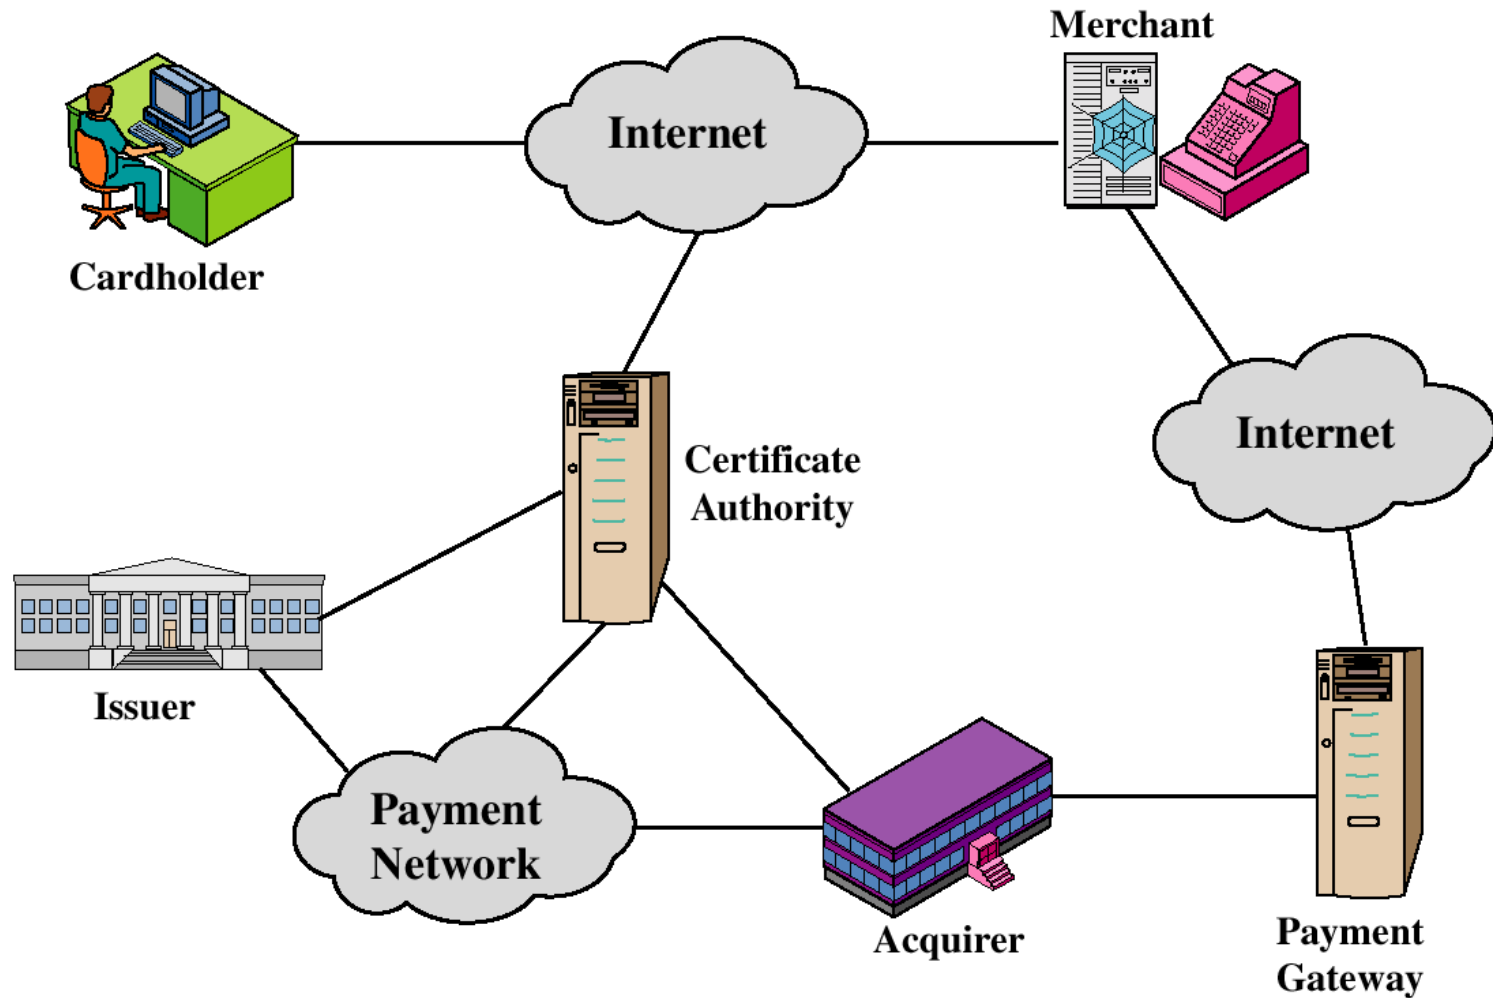 Merchant
Internet
Cardholder
Internet
Certificate
Authority
Issuer
Payment
Network
Acquirer
Payment
Gateway